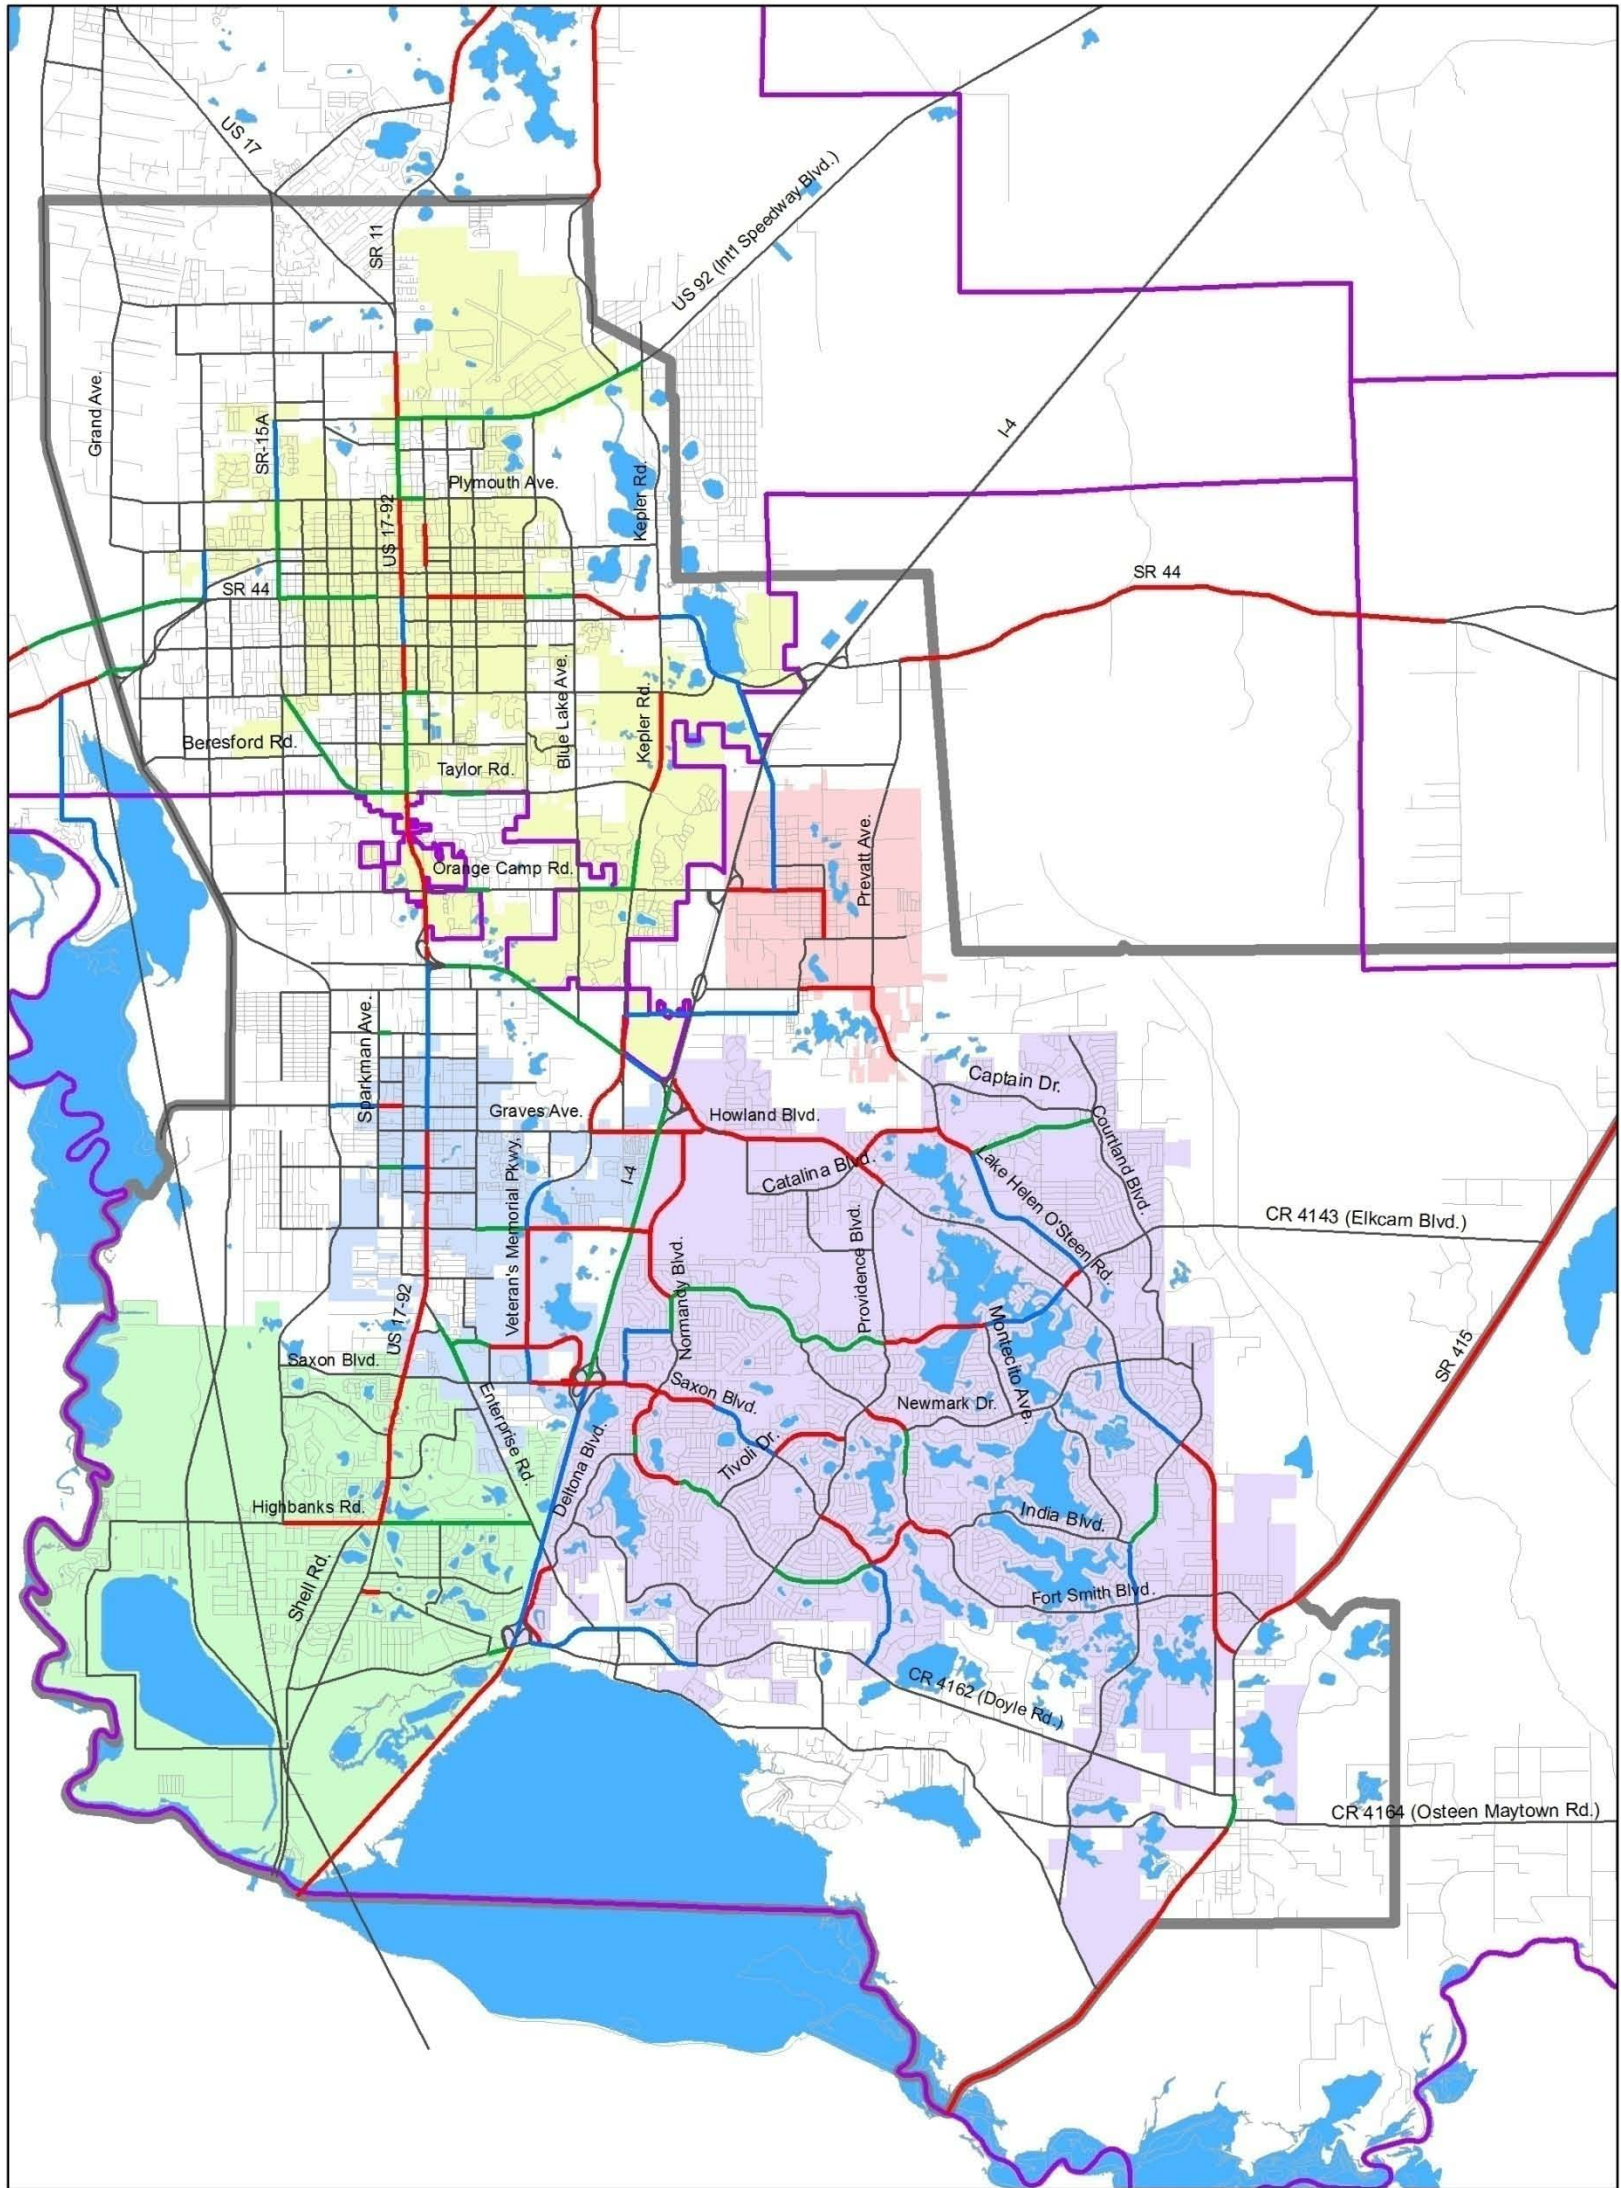 US 17
SR 11
US 92 (Int'l Speedway Blvd.)
Grand Ave.
SR-15A
I-4
Plymouth Ave.
US 17-92
Kepler Rd.
SR 44
SR 44
Blue Lake Ave.
Kepler Rd.
Beresford Rd.
Taylor Rd.
Orange Camp Rd.
Prevatt Ave.
Sparkman Ave.
Captain Dr.
Graves Ave.
Howland Blvd.
Courtland Blvd.
Veteran's Memorial Pkwy.
I-4
Catalina Blvd.
Lake Helen O'Steen Rd.
CR 4143 (Elkcam Blvd.)
Normandy Blvd.
Providence Blvd.
US 17-92
Montecito Ave.
SR 415
Saxon Blvd.
Saxon Blvd.
Enterprise Rd.
Newmark Dr.
Tivoli Dr.
Deltona Blvd.
Highbanks Rd.
India Blvd.
Shell Rd.
Fort Smith Blvd.
CR 4162 (Doyle Rd.)
CR 4164 (Osteen Maytown Rd.)